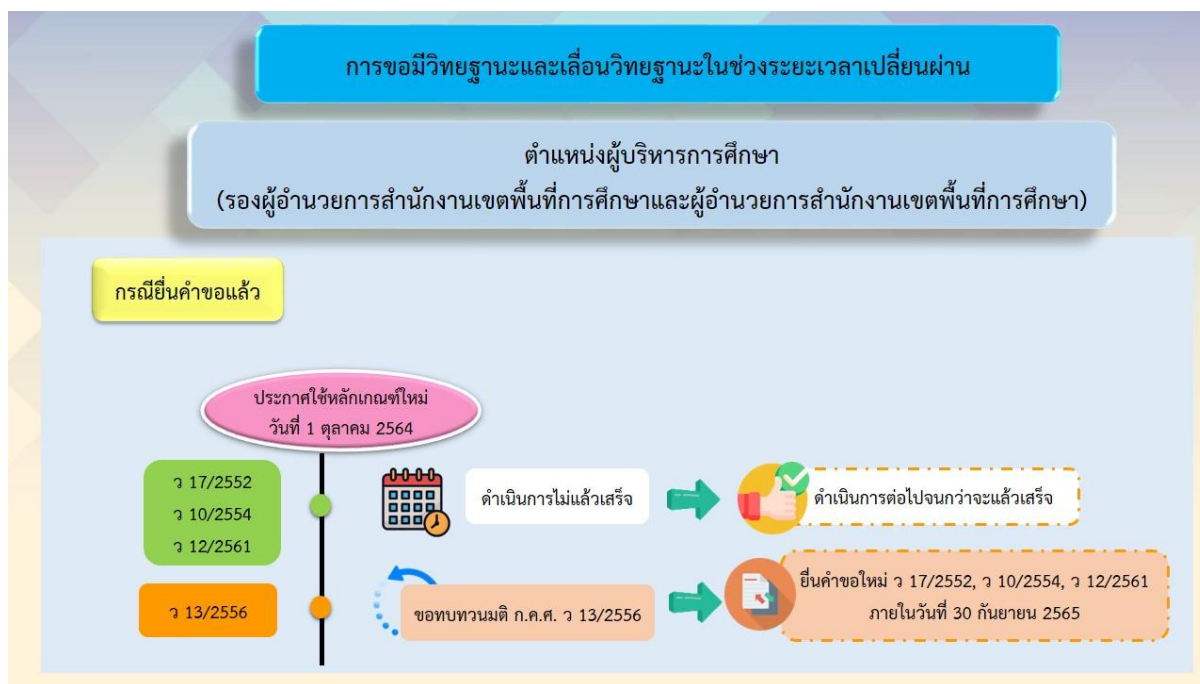 การขอมีวิทยฐานะและเลื่อนวิทยฐานะในช่วงระยะเวลาเปลี่ยนผ่าน
ตำแหน่งผู้บริหารการศึกษา
(รองผู้อำนวยการสำนักงานเขตพื้นที่การศึกษาและผู้อำนวยการสำนักงานเขตพื้นที่การศึกษา)
กรณียื่นคำขอแล้ว
ประกาศใช้หลักเกณฑ์ใหม่
วันที่ 1 ตุลาคม 2564
ว 17/2552
ว 10/2554
ว 12/2561
ดำเนินการไม่แล้วเสร็จ
ดำเนินการต่อไปจนกว่าจะแล้วเสร็จ
ว 13/2556
ขอทบทวนมติ ก.ค.ศ. ว 13/2556
ยื่นคำขอใหม่ ว 17/2552, ว 10/2554, ว 12/2561
ภายในวันที่ 30 กันยายน 2565